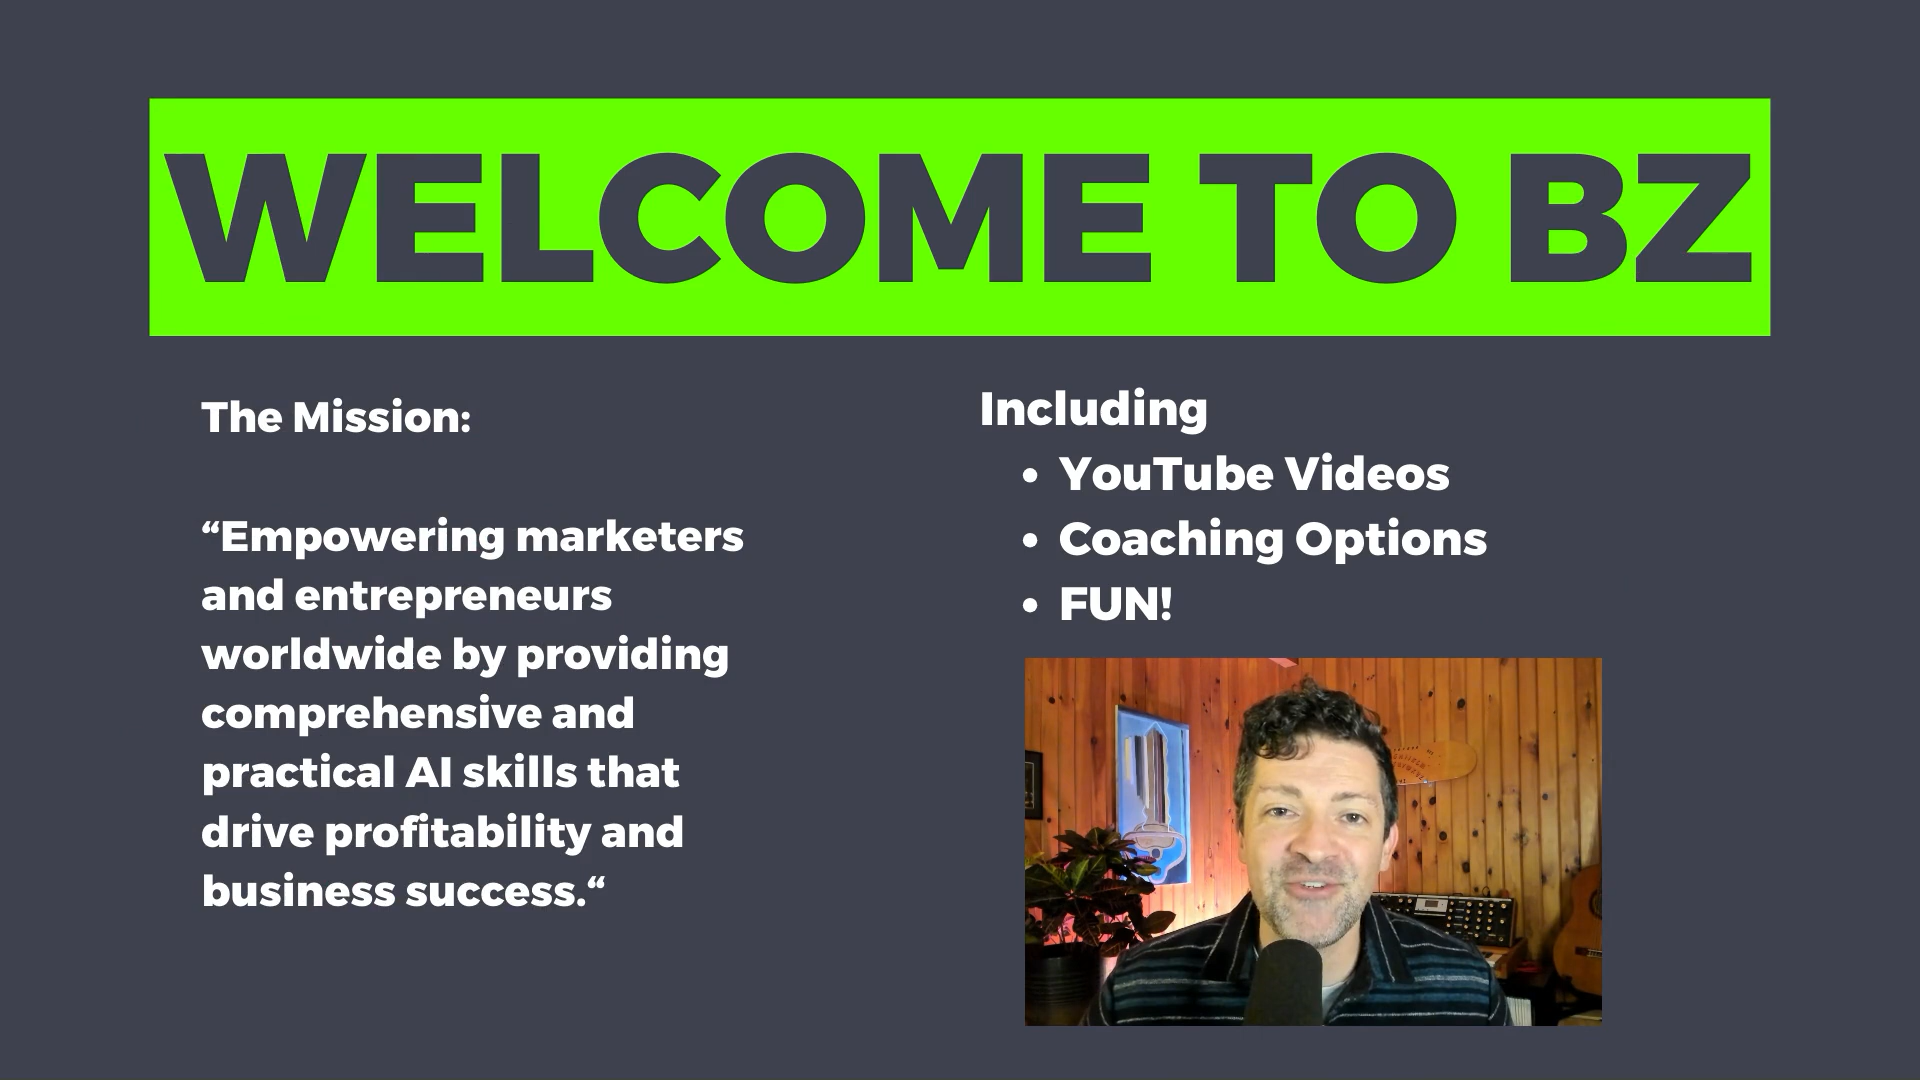 WELCOME TO BZ
The Mission:
“Empowering marketers
and entrepreneurs
worldwide by providing
comprehensive and
practical AI skills that
drive profitability and
business success.“
Including
• YouTube Videos
• Coaching Options
• FUN!